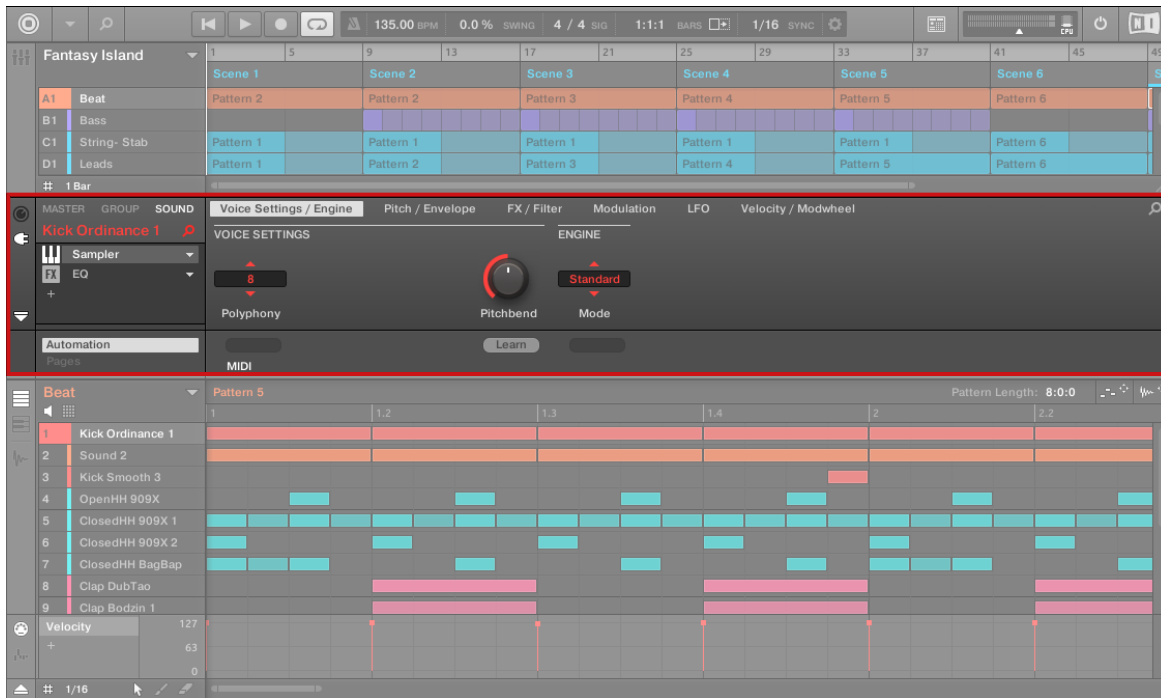 135.00 BPM 0.0 % SWING 4 / 4 SIG 1:1:1 BARS 1/16 SYNC CPU
Fantasy Island 1 5 9 13 17 21 25 29 33 37 41 45 49
Scene 1 Scene 2 Scene 3 Scene 4 Scene 5 Scene 6 S
A1 Beat Pattern 2 Pattern 2 Pattern 3 Pattern 4 Pattern 5 Pattern 6
B1 Bass
C1 String- Stab Pattern 1 Pattern 1 Pattern 1 Pattern 1 Pattern 1 Pattern 6
D1 Leads Pattern 1 Pattern 2 Pattern 3 Pattern 4 Pattern 5 Pattern 6
# 1 Bar
MASTER GROUP SOUND Voice Settings / Engine Pitch / Envelope FX / Filter Modulation LFO Velocity / Modwheel
Kick Ordinance 1 VOICE SETTINGS ENGINE
Sampler
FX EQ 8 Standard
+
Polyphony Pitchbend Mode
Automation Learn
Pages MIDI
Beat Pattern 5 Pattern Length: 8:0:0
1 1.2 1.3 1.4 2 2.2
1 Kick Ordinance 1
2 Sound 2
3 Kick Smooth 3
4 OpenHH 909X
5 ClosedHH 909X 1
6 ClosedHH 909X 2
7 ClosedHH BagBap
8 Clap DubTao
9 Clap Bodzin 1
Velocity 127
+ 63
0
# 1/16